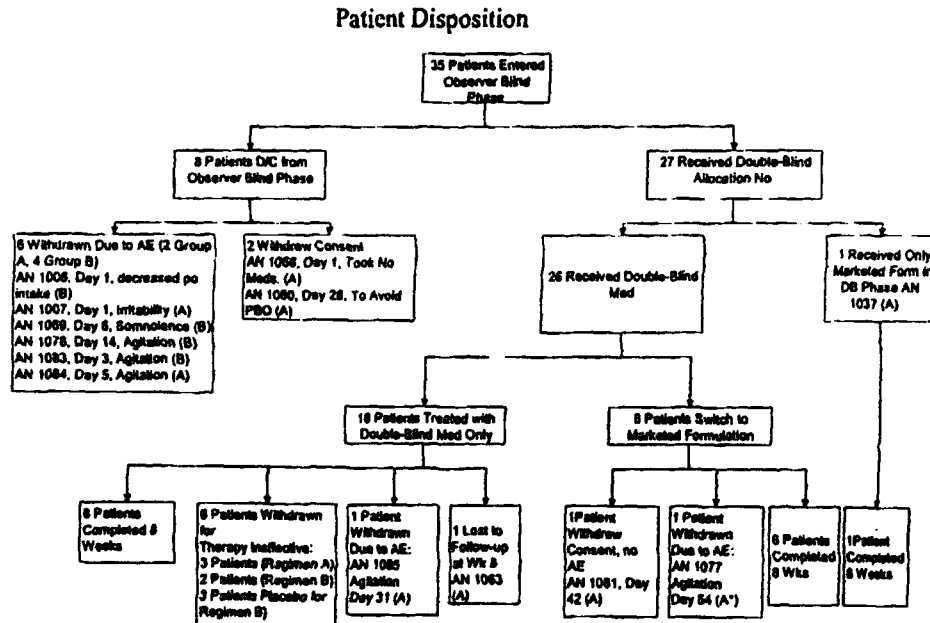 Patient Disposition
35 Patients Entered
Observer Blind
Phase
8 Patients D/C from
Observer Blind Phase
27 Received Double-Blind
Allocation No
6 Withdrawn Due to AE (2 Group
A, 4 Group B)
AN 1006, Day 1, decreased po
intake (B)
AN 1007, Day 1, Irritability (A)
AN 1069, Day 6, Somnolence (B)
AN 1078, Day 14, Agitation (B)
AN 1083, Day 3, Agitation (B)
AN 1084, Day 5, Agitation (A)
2 Withdrew Consent
AN 1068, Day 1, Took No
Meds. (A)
AN 1080, Day 28, To Avoid
PBO (A)
26 Received Double-Blind
Med
1 Received Only
Marketed Form in
DB Phase AN
1037 (A)
Patients Treated with
Double-Blind Med Only
8 Patients Switch to
Marketed Formulation
Patients
Completed 8
Weeks
Patients Withdrawn
for
Therapy Ineffective:
3 Patients (Regimen A)
2 Patients (Regimen B)
3 Patients Placebo for
Regimen B)
1 Patient
Withdrawn
Due to AE:
AN 1085
Agitation
Day 31 (A)
1 Lost to
Follow-up
at Wk 8
AN 1063
(A)
1Patient
Withdrew
Consent, no
AE
AN 1081, Day
42 (A)
1 Patient
Withdrawn
Due to AE:
AN 1077
Agitation
Day 54 (A*)
6 Patients
Completed
8 Wks
1Patient
Completed
8 Weeks